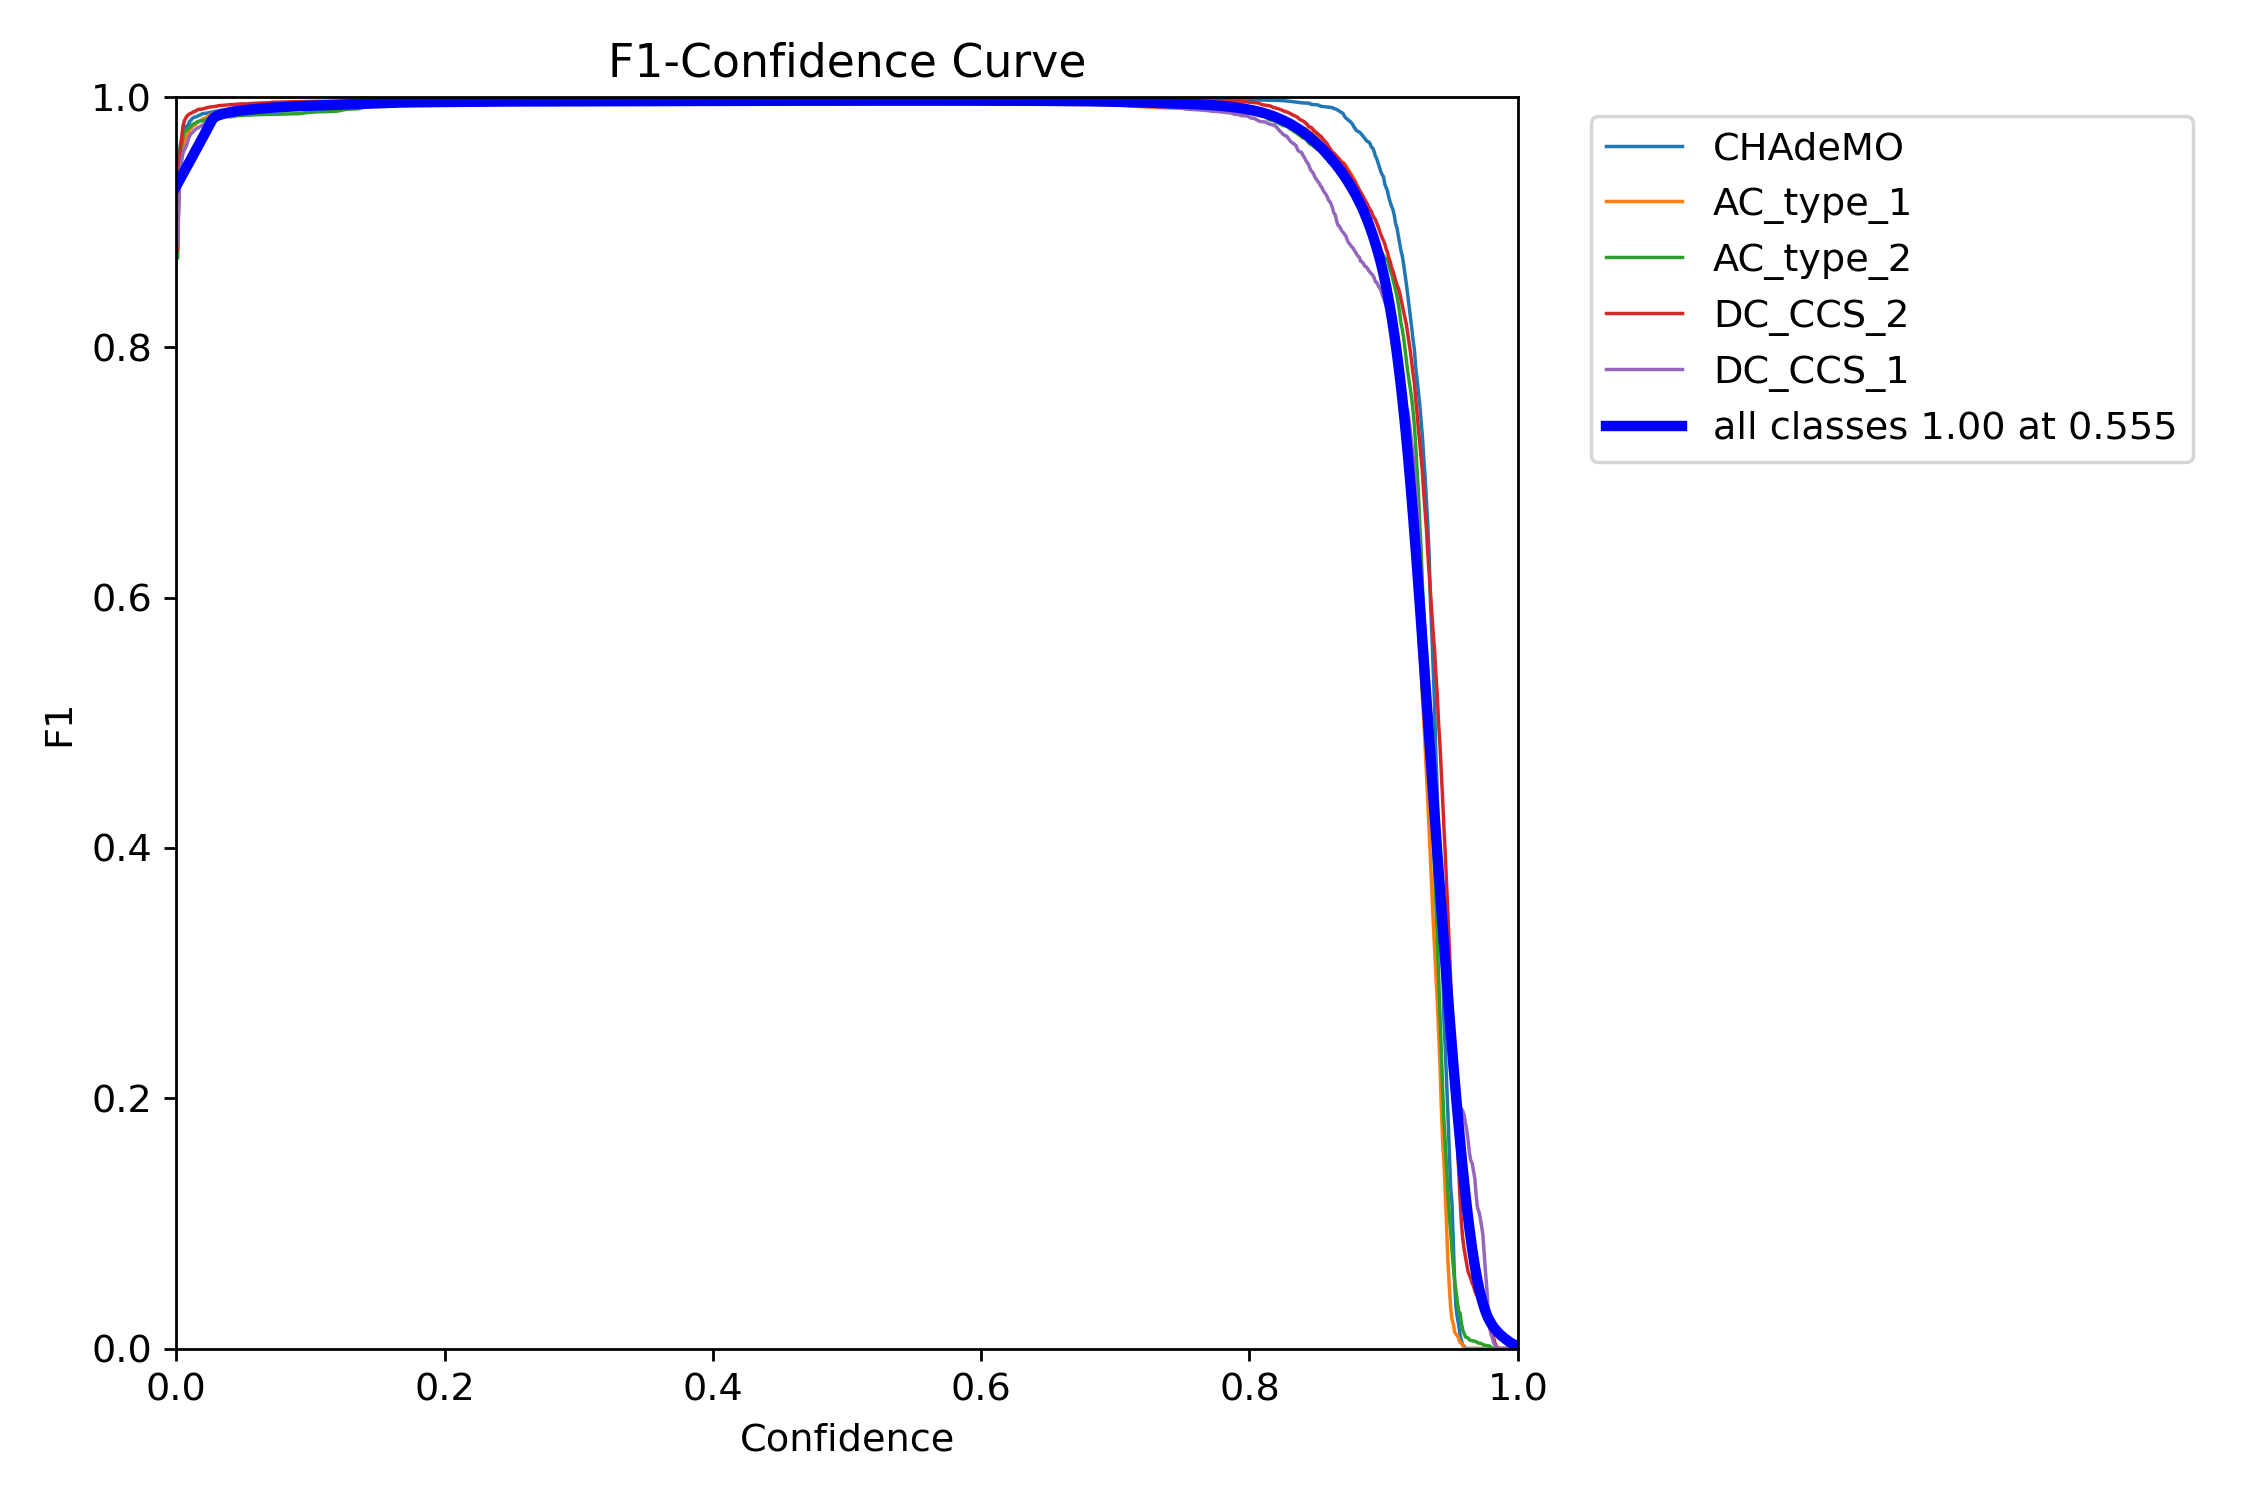 F1-Confidence Curve
1.0
0.8
0.6
0.4
0.2
0.0
F1
0.0 0.2 0.4 0.6 0.8 1.0
Confidence
CHAdeMO
AC_type_1
AC_type_2
DC_CCS_2
DC_CCS_1
all classes 1.00 at 0.555